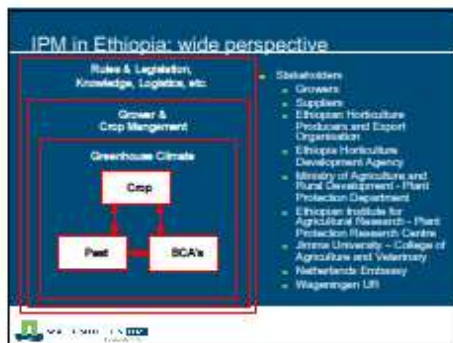 IPM in Ethiopia: wide perspective
Rules & Legislation,
Knowledge, Logistics, etc.
Grower &
Crop Mangement
Greenhouse Climate
Crop
Pest
BCA's
Stakeholders
Growers
Suppliers
Ethiopian Horticulture
Producers and Export
Organisation
Ethiopia Horticulture
Development Agency
Ministry of Agriculture and
Rural Development - Plant
Protection Department
Ethiopian Institute for
Agricultural Research - Plant
Protection Research Centre
Jimma University – College of
Agriculture and Veterinary
Netherlands Embassy
Wageningen UR